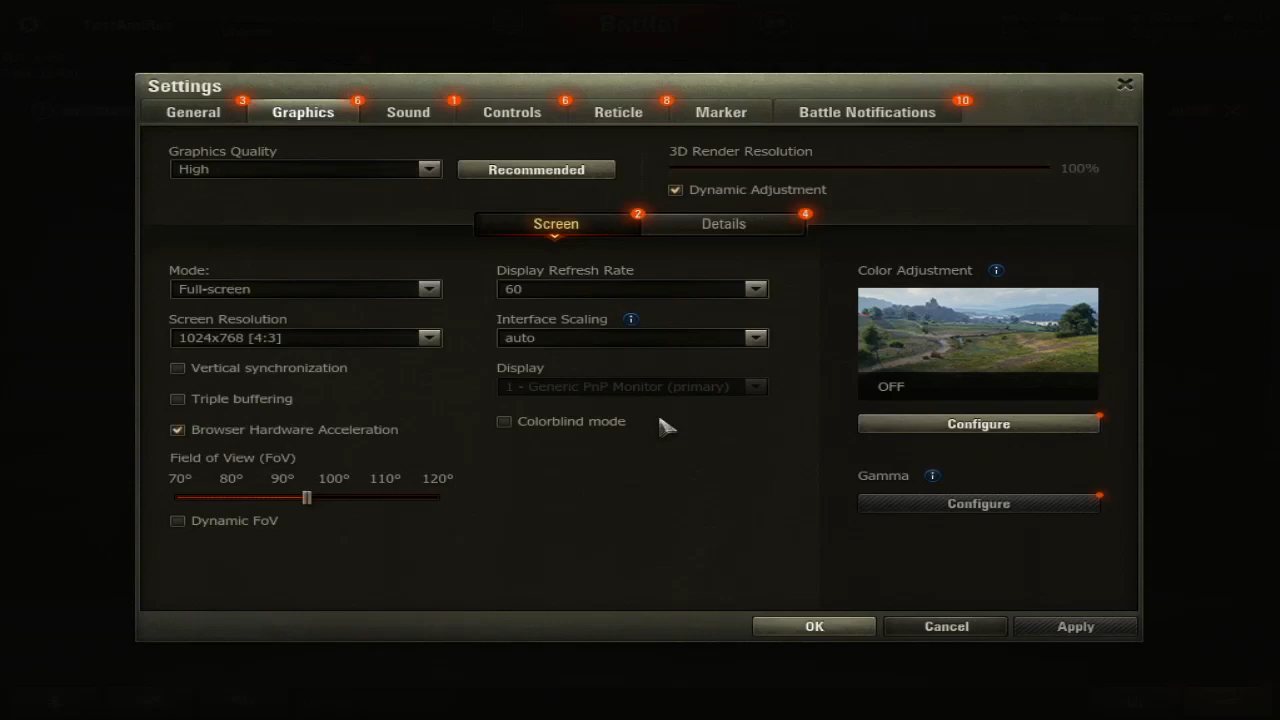 Settings
General 3
Graphics 6
Sound 1
Controls 6
Reticle 8
Marker
Battle Notifications 10
Graphics Quality
High
Recommended
3D Render Resolution
100%
Dynamic Adjustment
Screen 2
Details 4
Mode:
Full-screen
Screen Resolution
1024x768 [4:3]
Vertical synchronization
Triple buffering
Browser Hardware Acceleration
Field of View (FoV)
70° 80° 90° 100° 110° 120°
Dynamic FoV
Display Refresh Rate
60
Interface Scaling
auto
Display
1 - Generic PnP Monitor (primary)
Colorblind mode
Color Adjustment
OFF
Configure
Gamma
Configure
OK
Cancel
Apply